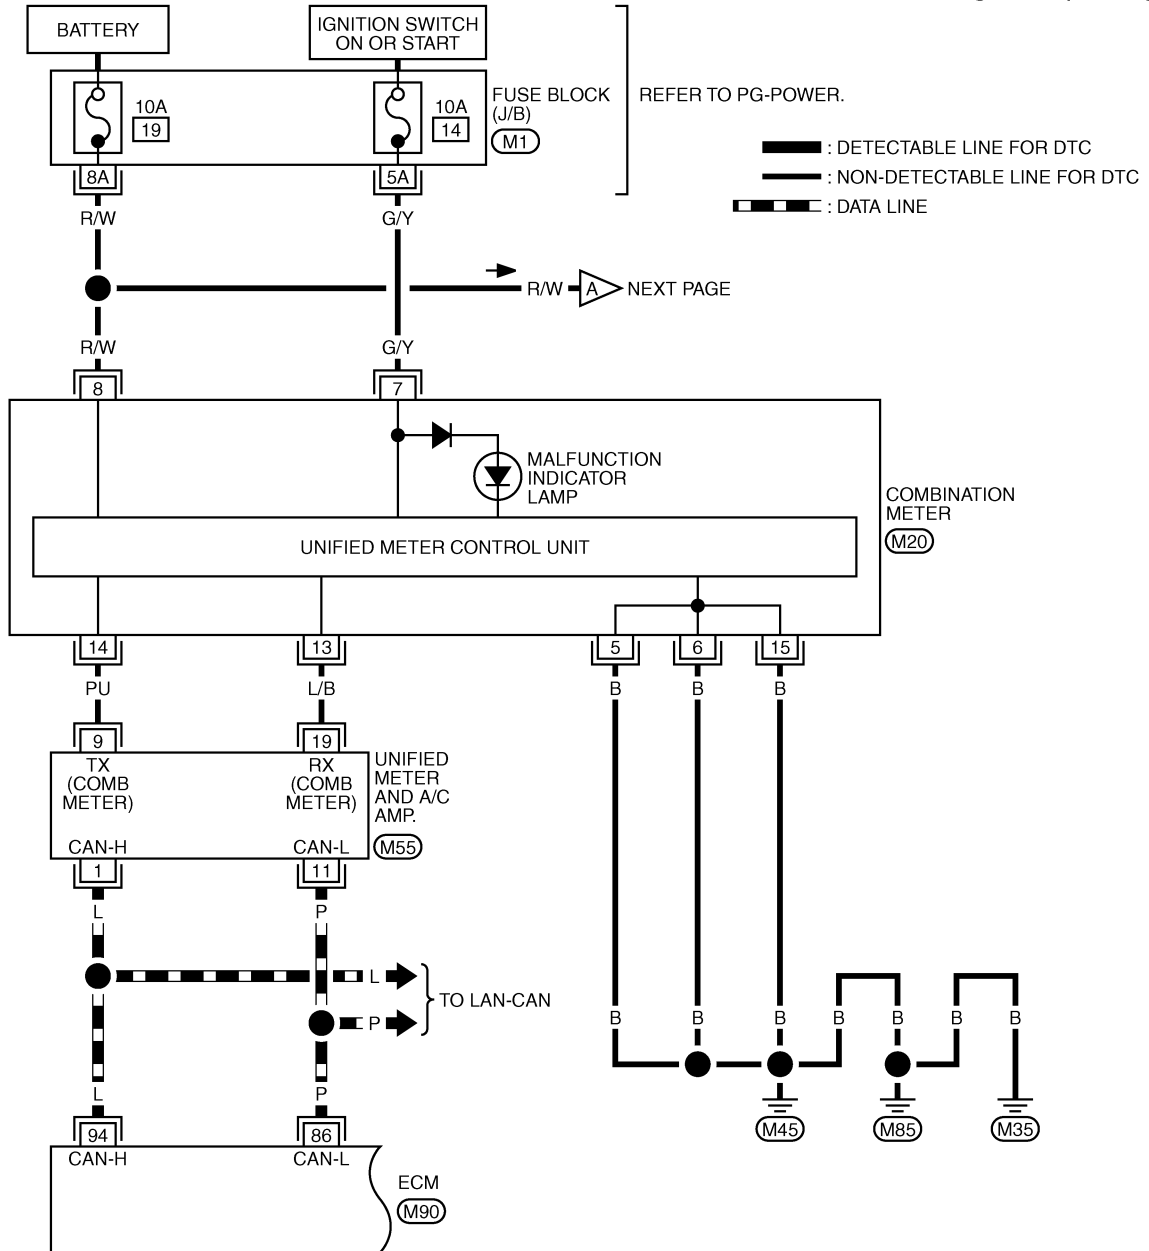 BATTERY
IGNITION SWITCH
ON OR START
10A
19
10A
14
FUSE BLOCK
(J/B)
M1
REFER TO PG-POWER.
: DETECTABLE LINE FOR DTC
: NON-DETECTABLE LINE FOR DTC
: DATA LINE
8A
5A
R/W
G/Y
R/W
A
NEXT PAGE
R/W
G/Y
8
7
MALFUNCTION
INDICATOR
LAMP
COMBINATION
METER
M20
UNIFIED METER CONTROL UNIT
14
13
5
6
15
PU
L/B
B
B
B
9
19
TX
(COMB
METER)
RX
(COMB
METER)
UNIFIED
METER
AND A/C
AMP.
M55
CAN-H
CAN-L
1
11
L
P
L
P
TO LAN-CAN
B
B
B
B
B
B
B
L
P
94
86
M45
M85
M35
CAN-H
CAN-L
ECM
M90